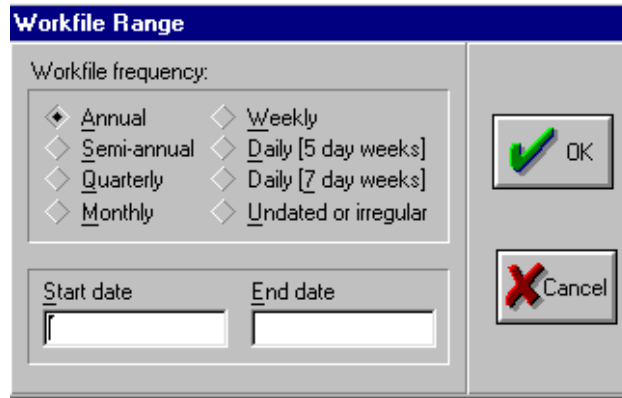 Workfile Range
Workfile frequency:
Annual
Semi-annual
Quarterly
Monthly
Weekly
Daily [5 day weeks]
Daily [7 day weeks]
Undated or irregular
Start date
End date
OK
Cancel